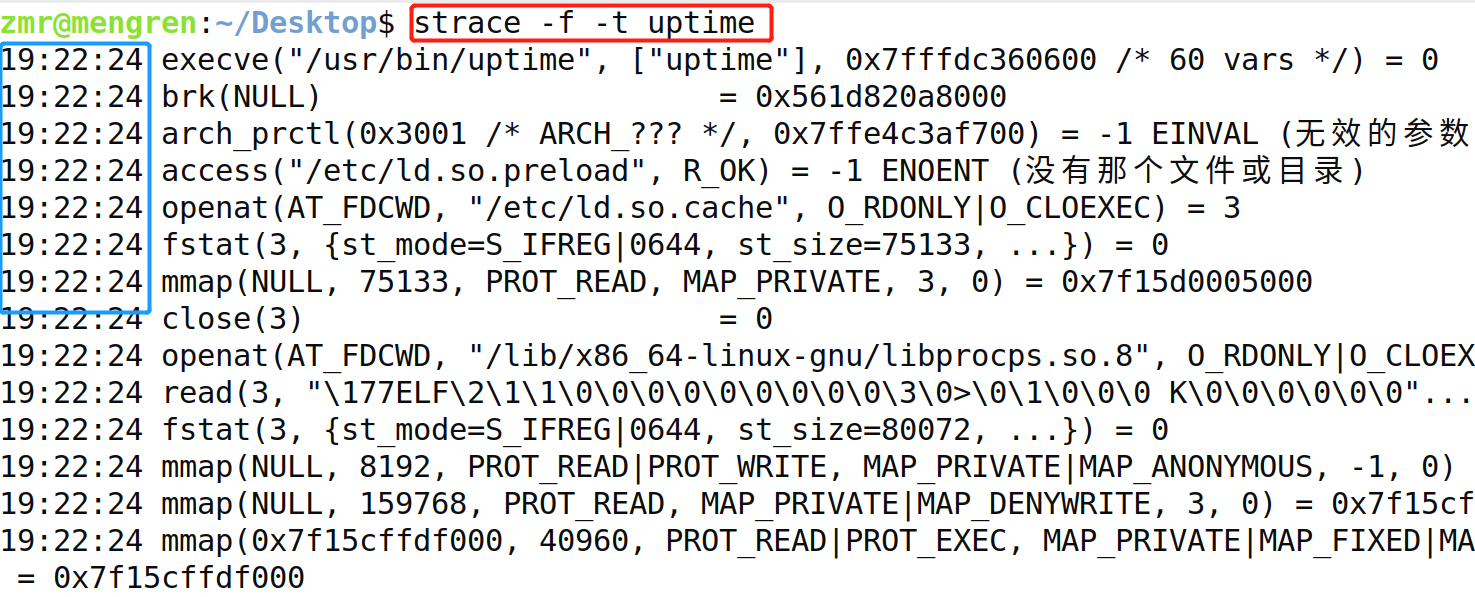 zmr@mengren:~/Desktop$ strace -f -t uptime
19:22:24 execve("/usr/bin/uptime", ["uptime"], 0x7fffdc360600 /* 60 vars */) = 0
19:22:24 brk(NULL)                       = 0x561d820a8000
19:22:24 arch_prctl(0x3001 /* ARCH_??? */, 0x7ffe4c3af700) = -1 EINVAL (无效的参数
19:22:24 access("/etc/ld.so.preload", R_OK) = -1 ENOENT (没有那个文件或目录)
19:22:24 openat(AT_FDCWD, "/etc/ld.so.cache", O_RDONLY|O_CLOEXEC) = 3
19:22:24 fstat(3, {st_mode=S_IFREG|0644, st_size=75133, ...}) = 0
19:22:24 mmap(NULL, 75133, PROT_READ, MAP_PRIVATE, 3, 0) = 0x7f15d0005000
19:22:24 close(3)                        = 0
19:22:24 openat(AT_FDCWD, "/lib/x86_64-linux-gnu/libprocps.so.8", O_RDONLY|O_CLOEX
19:22:24 read(3, "\177ELF\2\1\1\0\0\0\0\0\0\0\0\0\3\0>\0\1\0\0\0 K\0\0\0\0\0\0"...
19:22:24 fstat(3, {st_mode=S_IFREG|0644, st_size=80072, ...}) = 0
19:22:24 mmap(NULL, 8192, PROT_READ|PROT_WRITE, MAP_PRIVATE|MAP_ANONYMOUS, -1, 0)
19:22:24 mmap(NULL, 159768, PROT_READ, MAP_PRIVATE|MAP_DENYWRITE, 3, 0) = 0x7f15cf
19:22:24 mmap(0x7f15cffdf000, 40960, PROT_READ|PROT_EXEC, MAP_PRIVATE|MAP_FIXED|MA
 = 0x7f15cffdf000